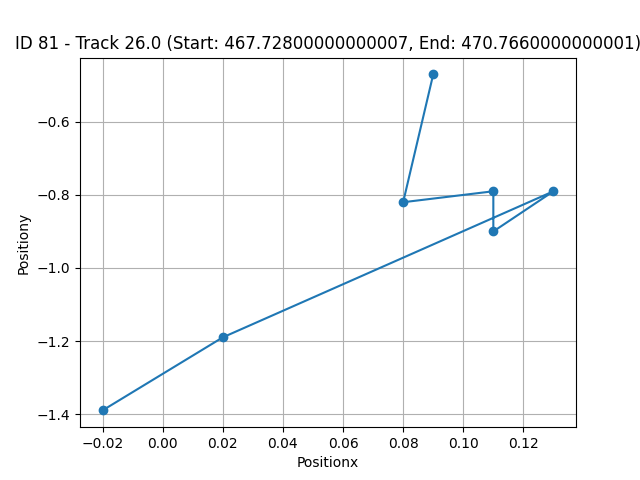 ID 81 - Track 26.0 (Start: 467.72800000000007, End: 470.7660000000001)
Positiony
−0.6
−0.8
−1.0
−1.2
−1.4
−0.02 0.00 0.02 0.04 0.06 0.08 0.10 0.12
Positionx